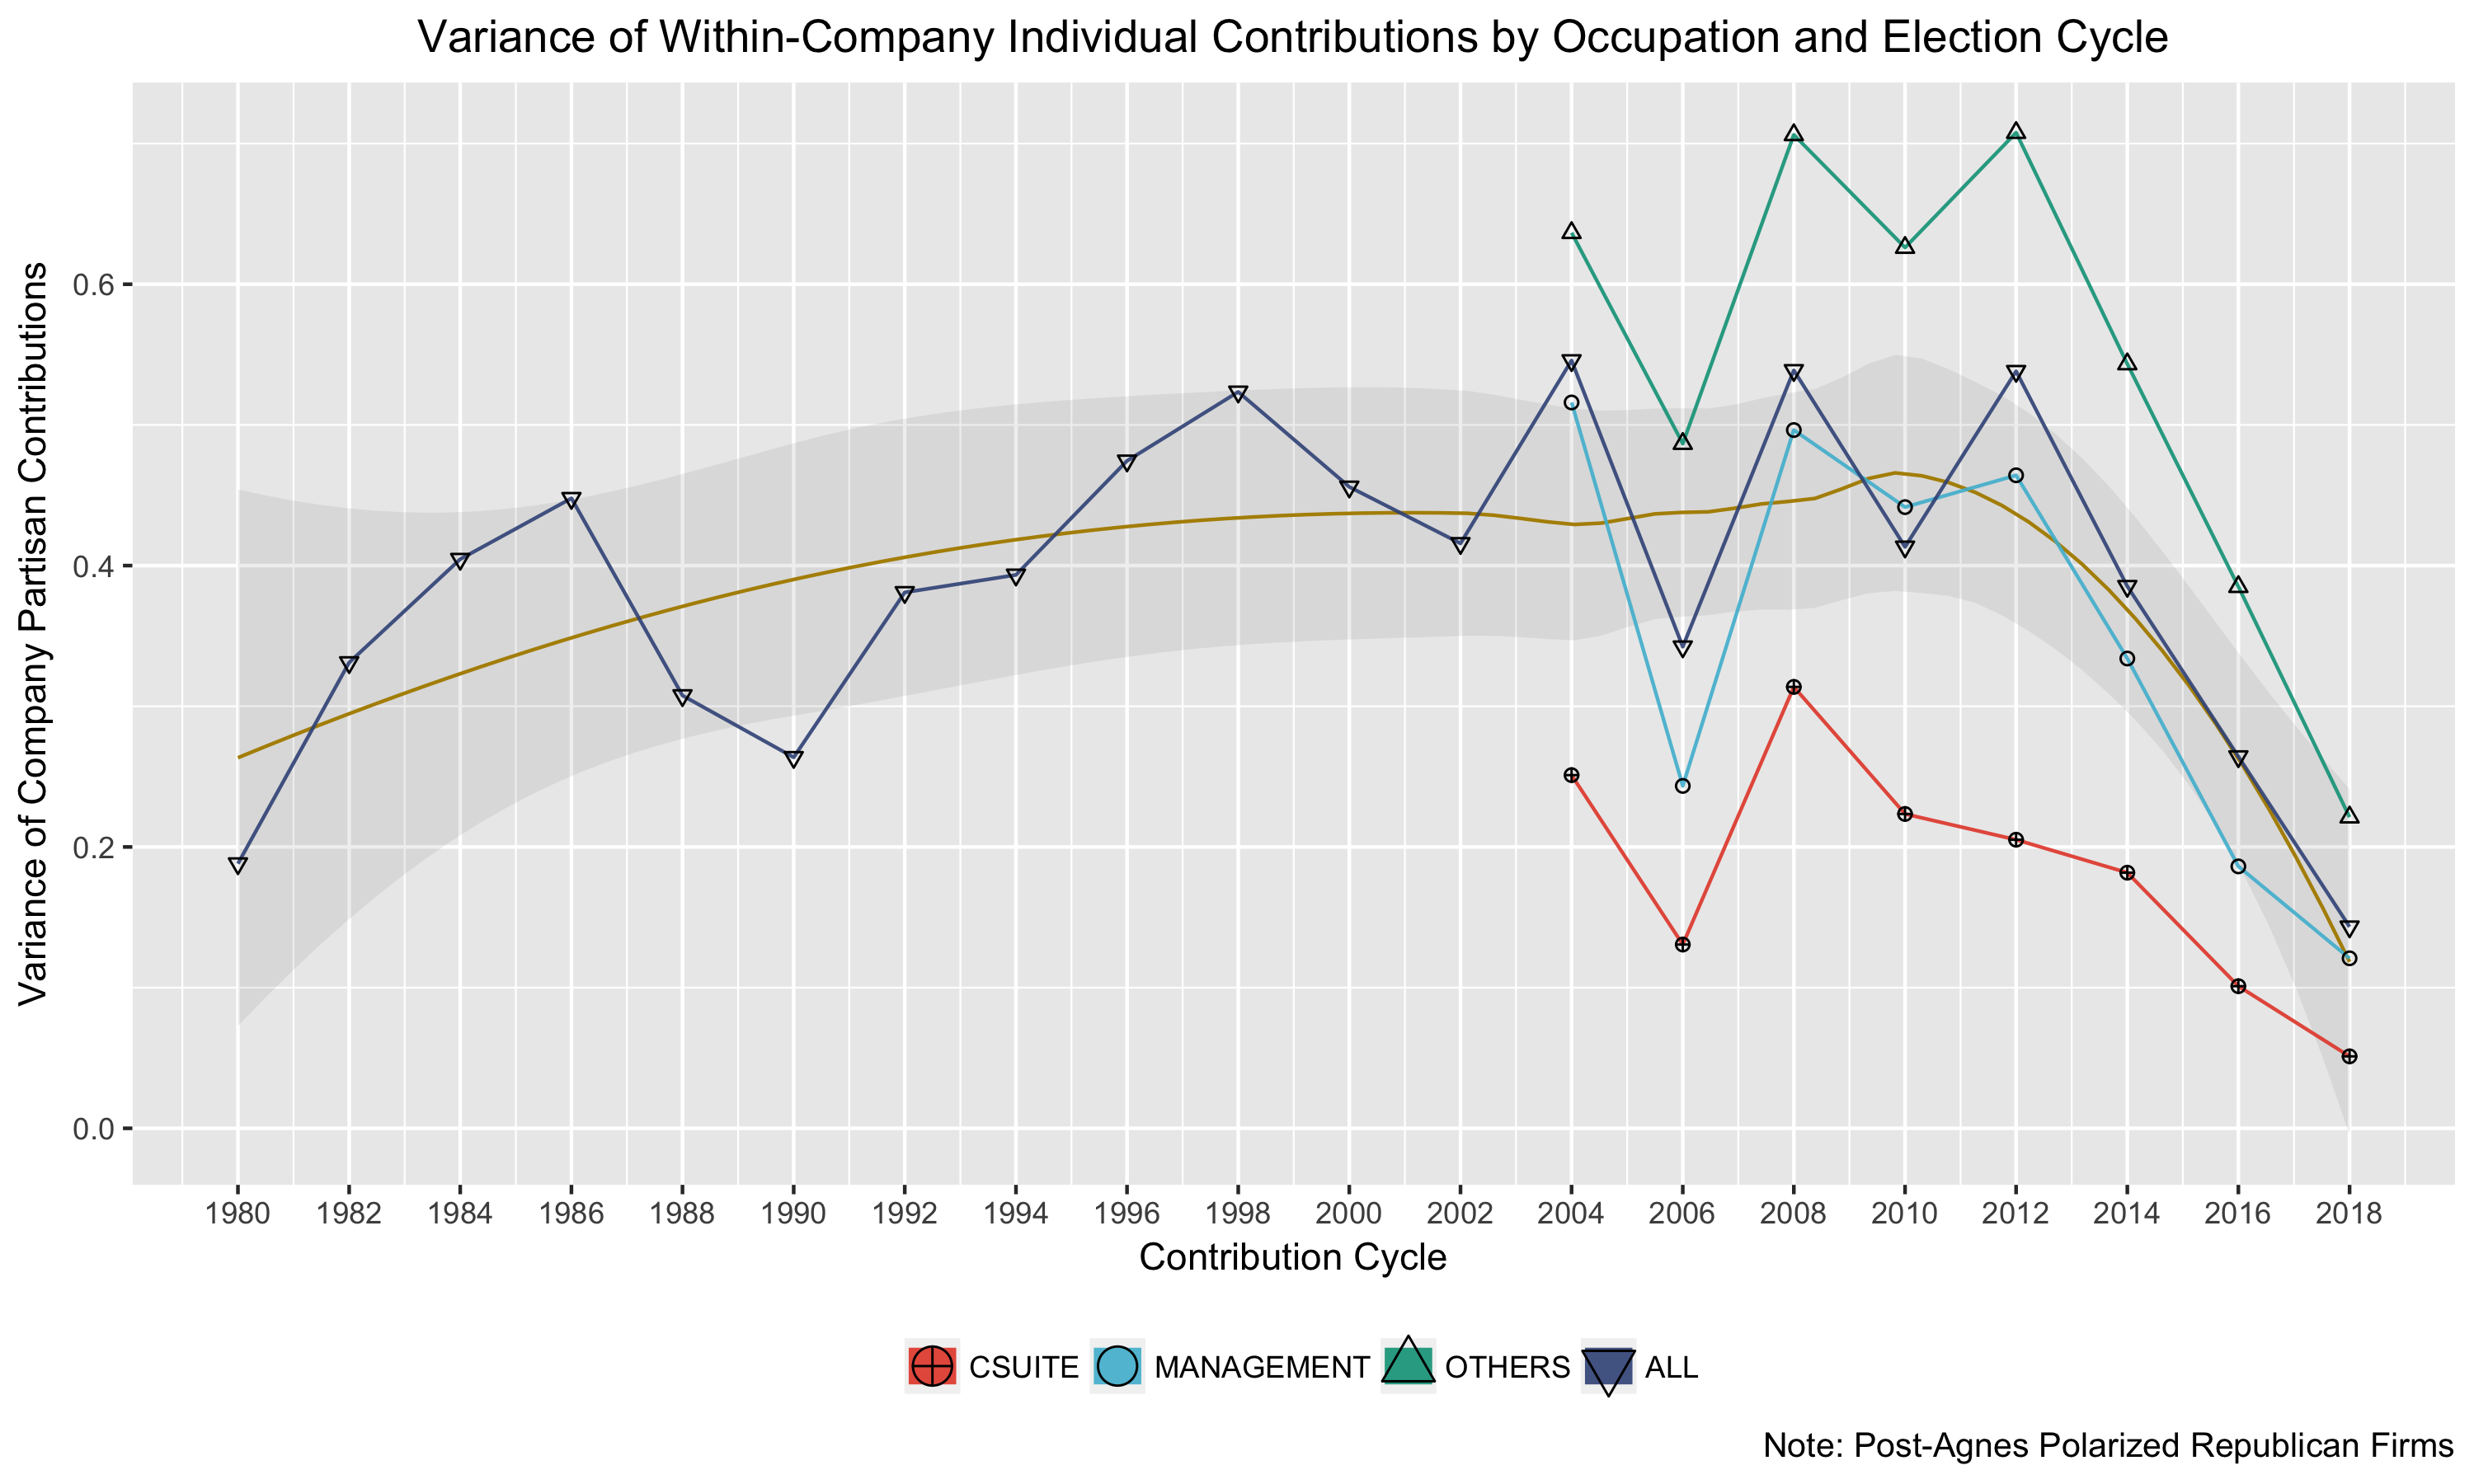 Variance of Within-Company Individual Contributions by Occupation and Election Cycle
Variance of Company Partisan Contributions
0.6
0.4
0.2
0.0
1980 1982 1984 1986 1988 1990 1992 1994 1996 1998 2000 2002 2004 2006 2008 2010 2012 2014 2016 2018
Contribution Cycle
CSUITE MANAGEMENT OTHERS ALL
Note: Post-Agnes Polarized Republican Firms